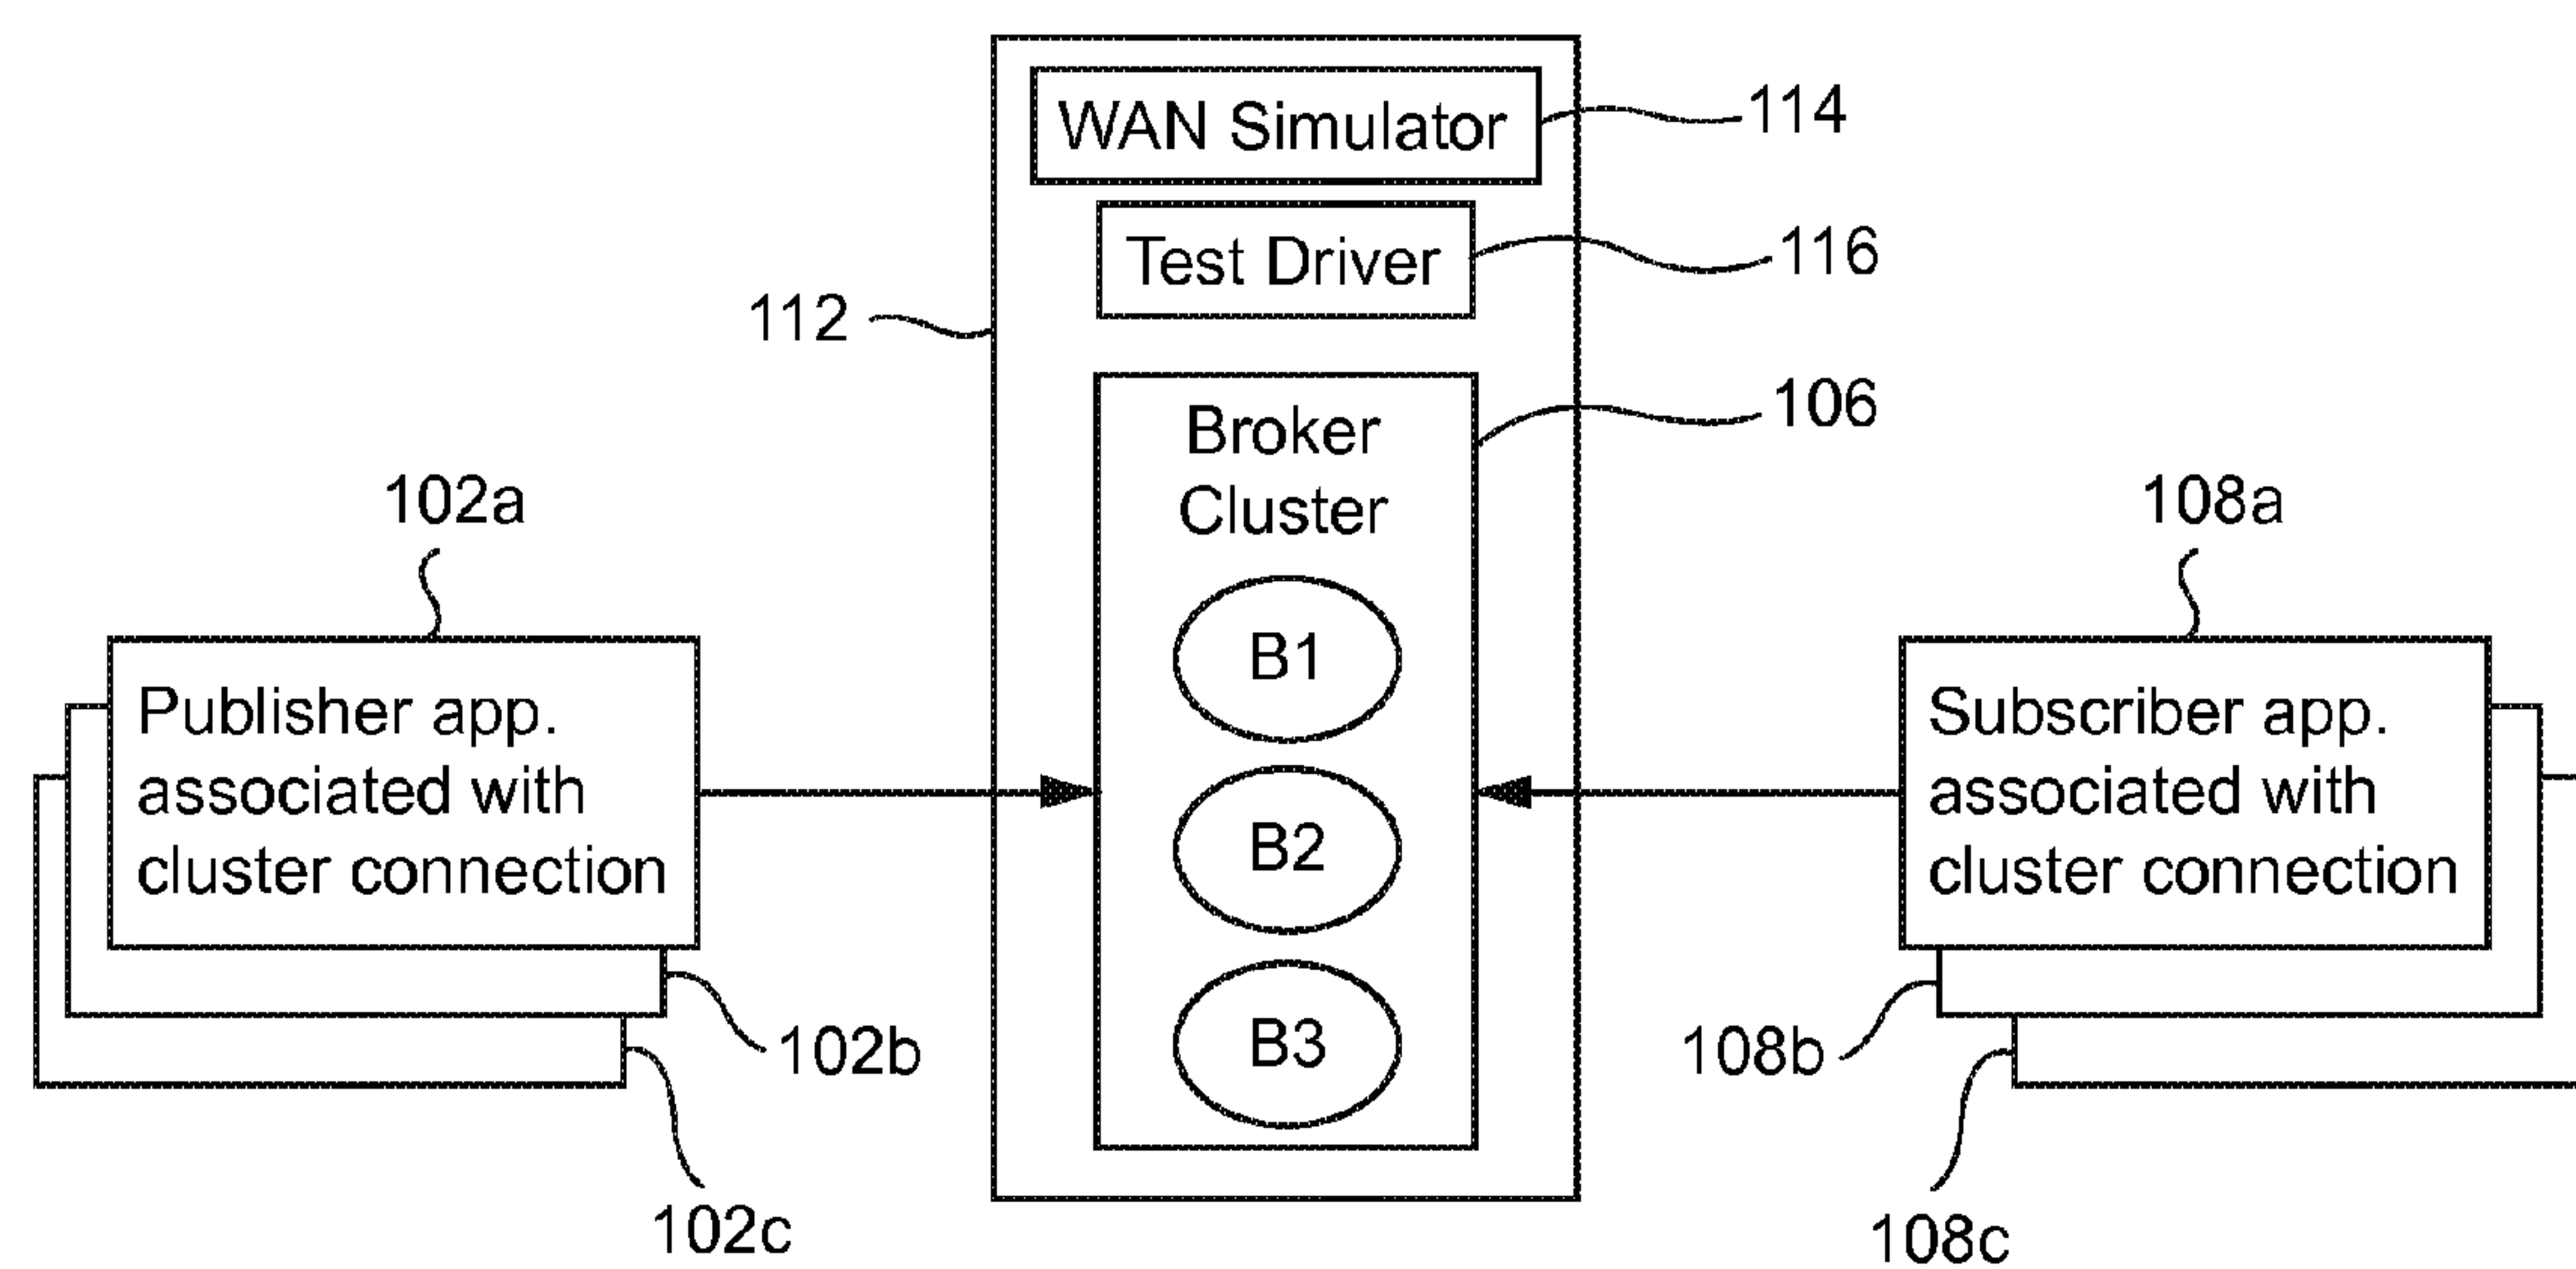 WAN Simulator
114
Test Driver
116
112
106
Broker
Cluster
102a
108a
B1
Publisher app.
associated with
cluster connection
Subscriber app.
associated with
cluster connection
B2
B3
102b
108b
102c
108c